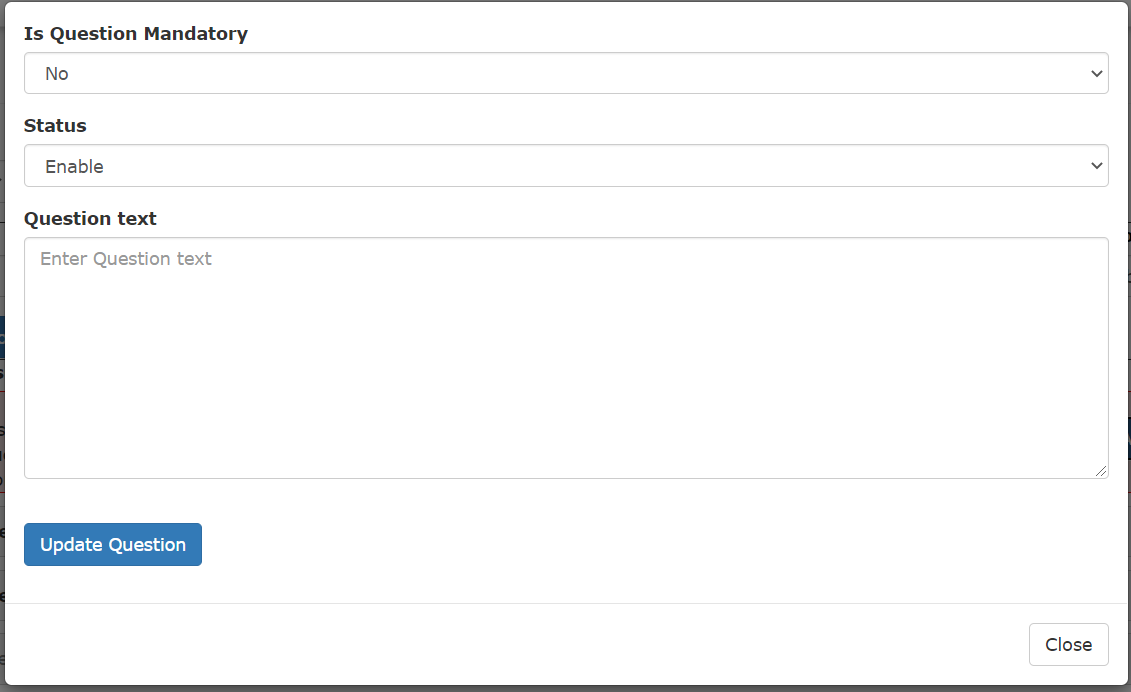 Is Question Mandatory
No
Status
Enable
Question text
Enter Question text
Update Question
Close